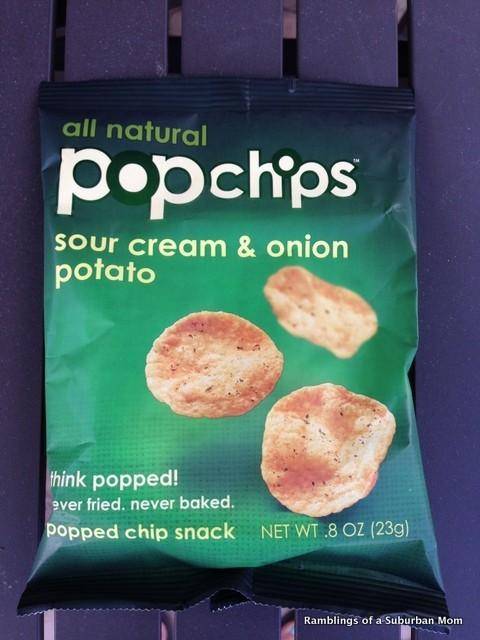 all natural
popchips™
sour cream & onion
potato
think popped!
ever fried. never baked.
popped chip snack NET WT .8 OZ (23g)
Ramblings of a Suburban Mom